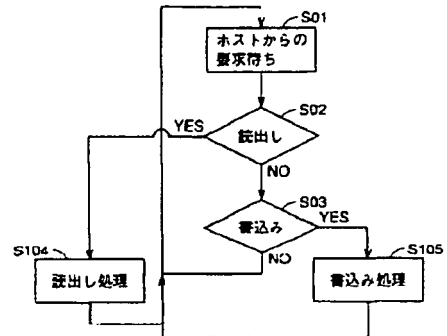 S01
ホストからの
要求待ち
S02
YES
読出し
NO
S03
YES
書込み
NO
S104
読出し処理
S105
書込み処理